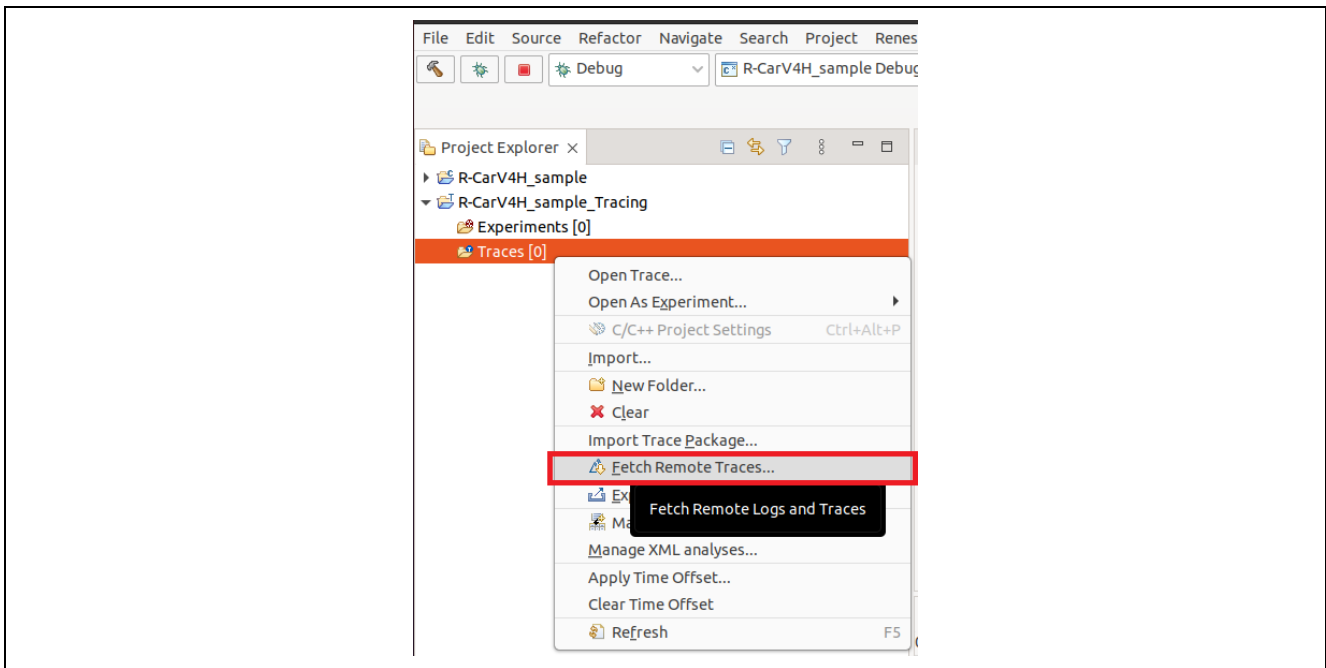 File Edit Source Refactor Navigate Search Project Renes
Debug R-CarV4H_sample Debug
Project Explorer
R-CarV4H_sample
R-CarV4H_sample_Tracing
Experiments [0]
Traces [0]
Open Trace...
Open As Experiment...
C/C++ Project Settings Ctrl+Alt+P
Import...
New Folder...
Clear
Import Trace Package...
Fetch Remote Traces...
Ex
Fetch Remote Logs and Traces
Ma
Manage XML analyses...
Apply Time Offset...
Clear Time Offset
Refresh F5